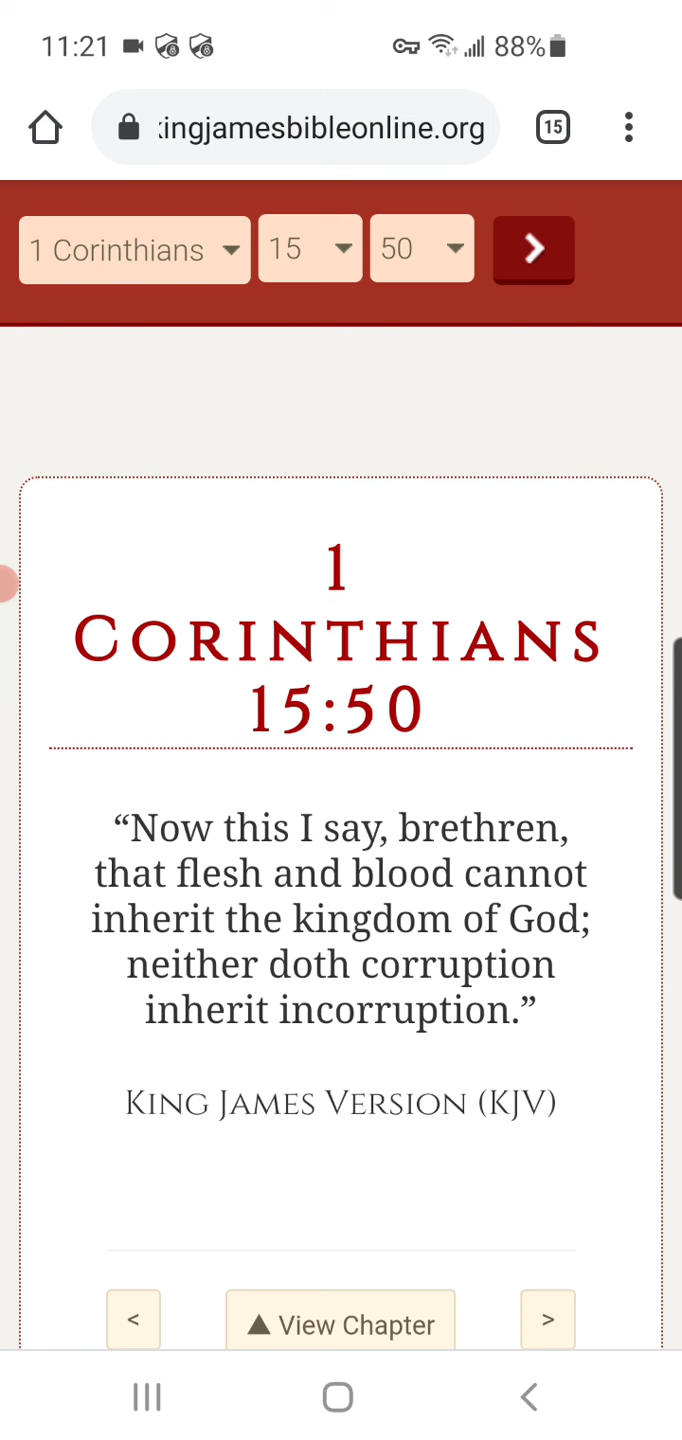 11:21 88%
kingjamesbibleonline.org 15
1 Corinthians 15 50
1
CORINTHIANS
15:50
“Now this I say, brethren,
that flesh and blood cannot
inherit the kingdom of God;
neither doth corruption
inherit incorruption.”
KING JAMES VERSION (KJV)
< ▲ View Chapter >